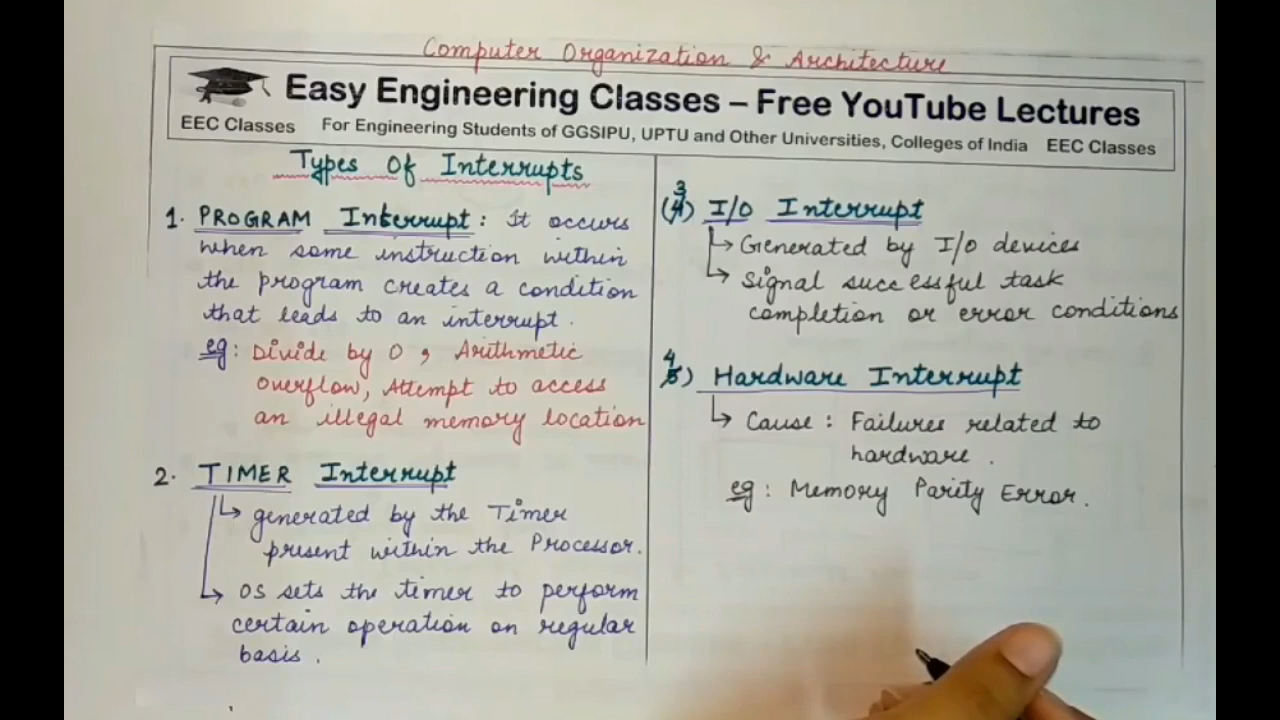 Computer Organization & Architecture
Easy Engineering Classes – Free YouTube Lectures
EEC Classes For Engineering Students of GGSIPU, UPTU and Other Universities, Colleges of India EEC Classes
Types Of Interrupts
1. PROGRAM Interrupt : It occurs
when some instruction within
the program creates a condition
that leads to an interrupt.
eg: Divide by 0 , Arithmetic
overflow, Attempt to access
an illegal memory location
2. TIMER Interrupt
↳ generated by the Timer
present within the Processor.
↳ OS sets the timer to perform
certain operation on regular
basis.
(3) I/O Interrupt
↳ Generated by I/O devices
↳ Signal successful task
completion or error conditions
4) Hardware Interrupt
↳ Cause : Failures related to
hardware.
eg : Memory Parity Error.